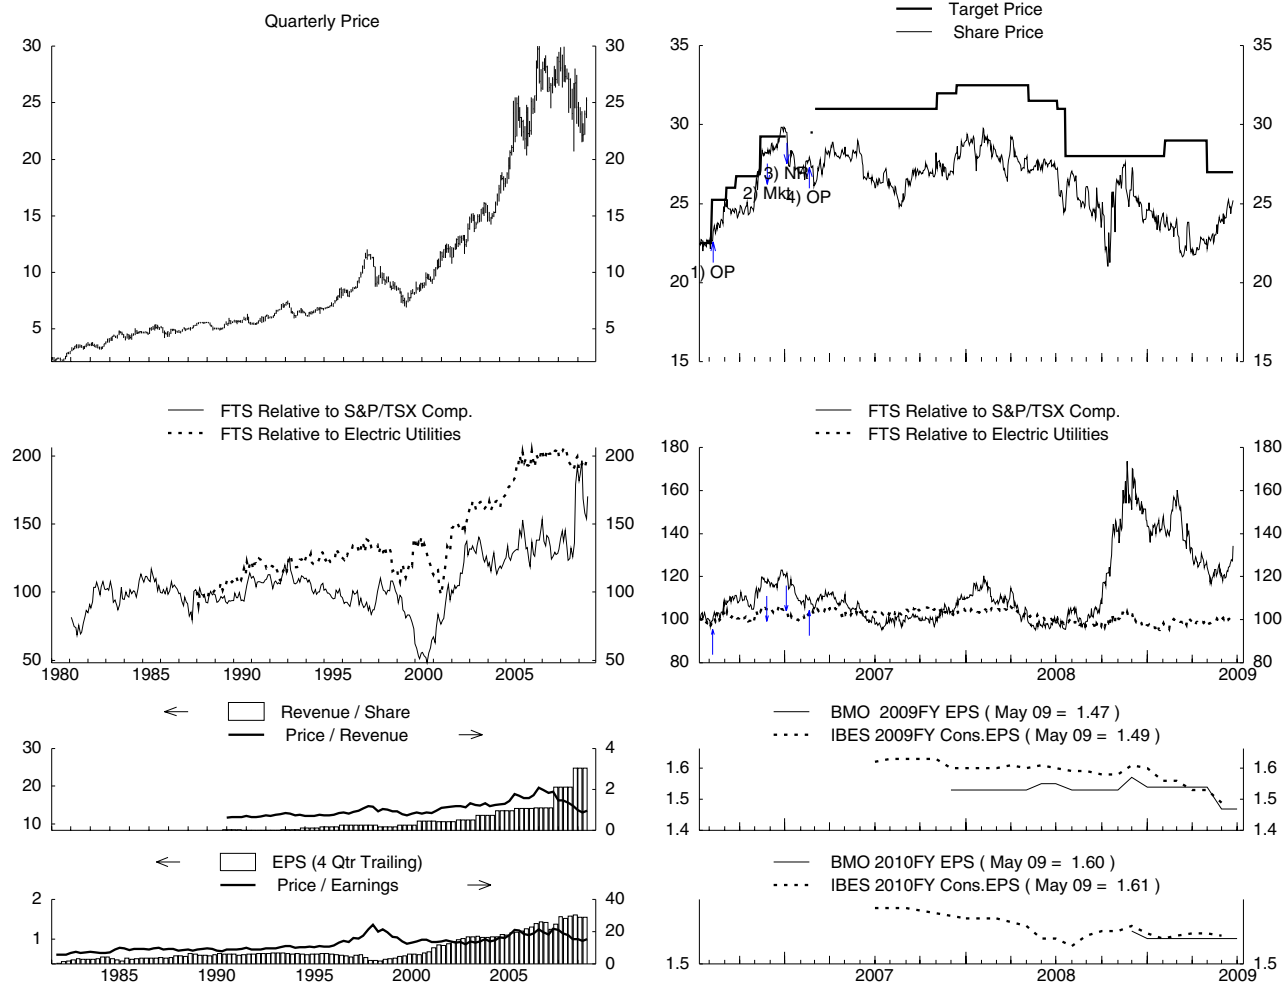 Quarterly Price
30 30
25 25
20 20
15 15
10 10
5 5
Target Price
Share Price
35 35
30 30
25 25
20 20
15 15
1) OP
2) Mkt
3) NR
4) OP
FTS Relative to S&P/TSX Comp.
FTS Relative to Electric Utilities
200 200
150 150
100 100
50 50
1980 1985 1990 1995 2000 2005
FTS Relative to S&P/TSX Comp.
FTS Relative to Electric Utilities
180 180
160 160
140 140
120 120
100 100
80 80
2007 2008 2009
Revenue / Share
Price / Revenue
30 4
20 2
10 0
BMO 2009FY EPS ( May 09 = 1.47 )
IBES 2009FY Cons.EPS ( May 09 = 1.49 )
1.6 1.6
1.5 1.5
1.4 1.4
EPS (4 Qtr Trailing)
Price / Earnings
2 40
1 20
0
1985 1990 1995 2000 2005
BMO 2010FY EPS ( May 09 = 1.60 )
IBES 2010FY Cons.EPS ( May 09 = 1.61 )
1.5 1.5
2007 2008 2009